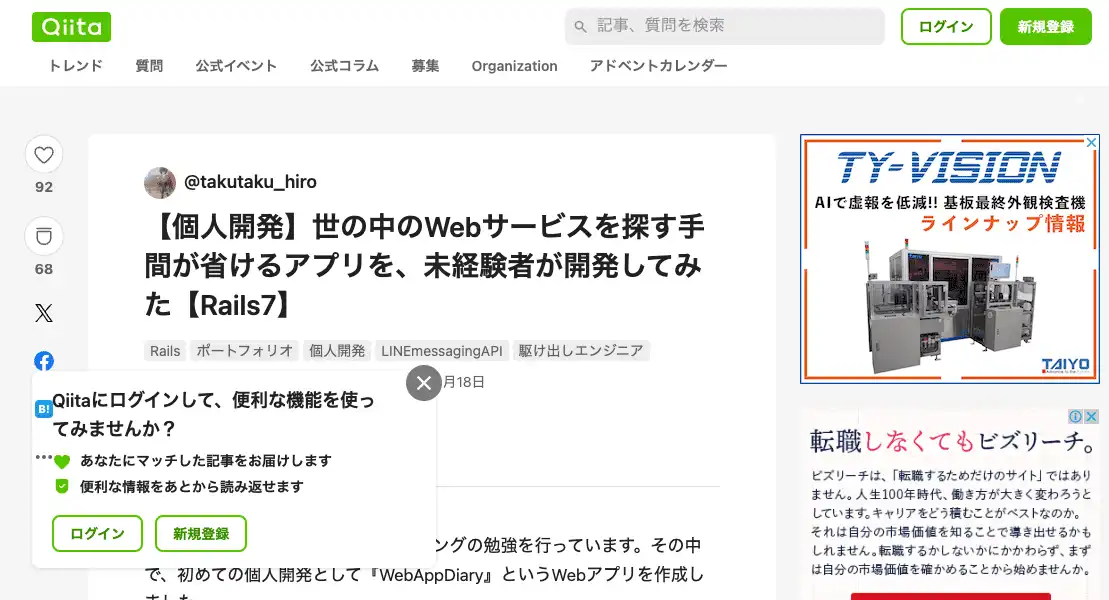 Qiita
記事、質問を検索
ログイン
新規登録
トレンド 質問 公式イベント 公式コラム 募集 Organization アドベントカレンダー
92
68
@takutaku_hiro
【個人開発】世の中のWebサービスを探す手
間が省けるアプリを、未経験者が開発してみ
た【Rails7】
Rails ポートフォリオ 個人開発 LINEmessagingAPI 駆け出しエンジニア
月18日
B!
Qiitaにログインして、便利な機能を使っ
てみませんか？
あなたにマッチした記事をお届けします
便利な情報をあとから読み返せます
ログイン 新規登録
ングの勉強を行っています。その中
で、初めての個人開発として『WebAppDiary』というWebアプリを作成し
TY-VISION
AIで虚報を低減!! 基板最終外観検査機
ラインナップ情報
TAIYO
転職しなくてもビズリーチ。
ビズリーチは、「転職するためだけのサイト」ではあり
ません。人生100年時代、働き方が大きく変わろうと
しています。キャリアをどう積むことがベストなのか。
それは自分の市場価値を知ることで導き出せるかも
しれません。転職するかしないかにかかわらず、まず
は自分の市場価値を確かめることから始めませんか。